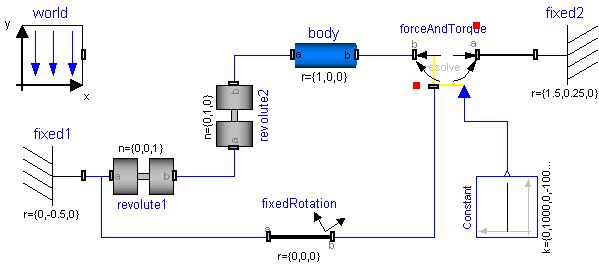 world
y
x
body
a
b
r={1,0,0}
forceAndTorque
b
a
resolve
fixed2
r={1.5,0.25,0}
n={0,1,0}
b
a
revolute2
fixed1
r={0,-0.5,0}
n={0,0,1}
a
b
revolute1
fixedRotation
a
b
r={0,0,0}
Constant
k={0,1000,0,-100...